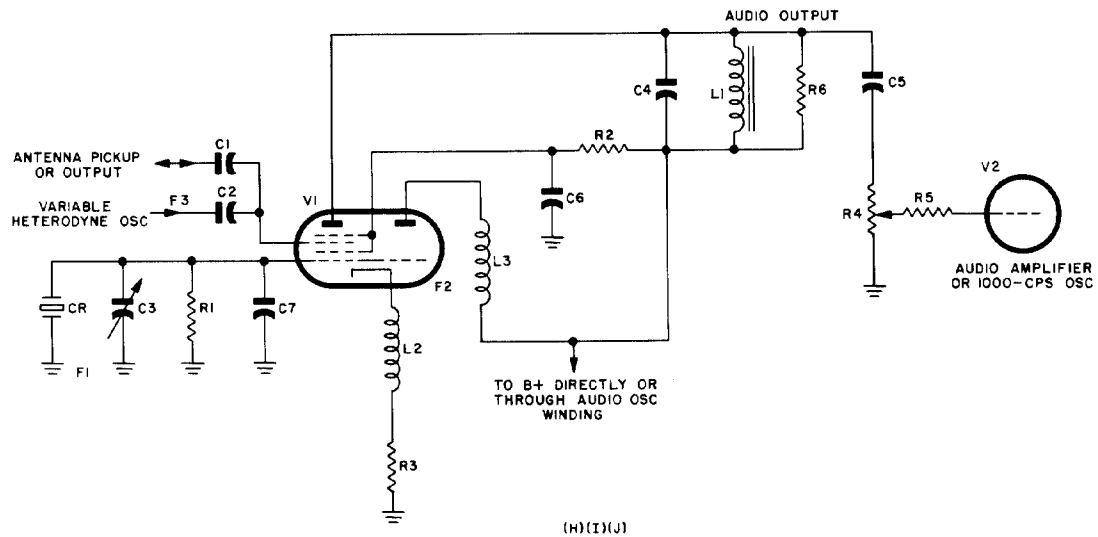 AUDIO OUTPUT
C4
L1
R6
C5
R2
C1
ANTENNA PICKUP
OR OUTPUT
C2
F3
VARIABLE
HETERODYNE OSC
V1
C6
V2
R4
R5
L3
F2
AUDIO AMPLIFIER
OR 1000-CPS OSC
CR
C3
R1
C7
L2
F1
TO B+ DIRECTLY OR
THROUGH AUDIO OSC
WINDING
R3
(H)(I)(J)